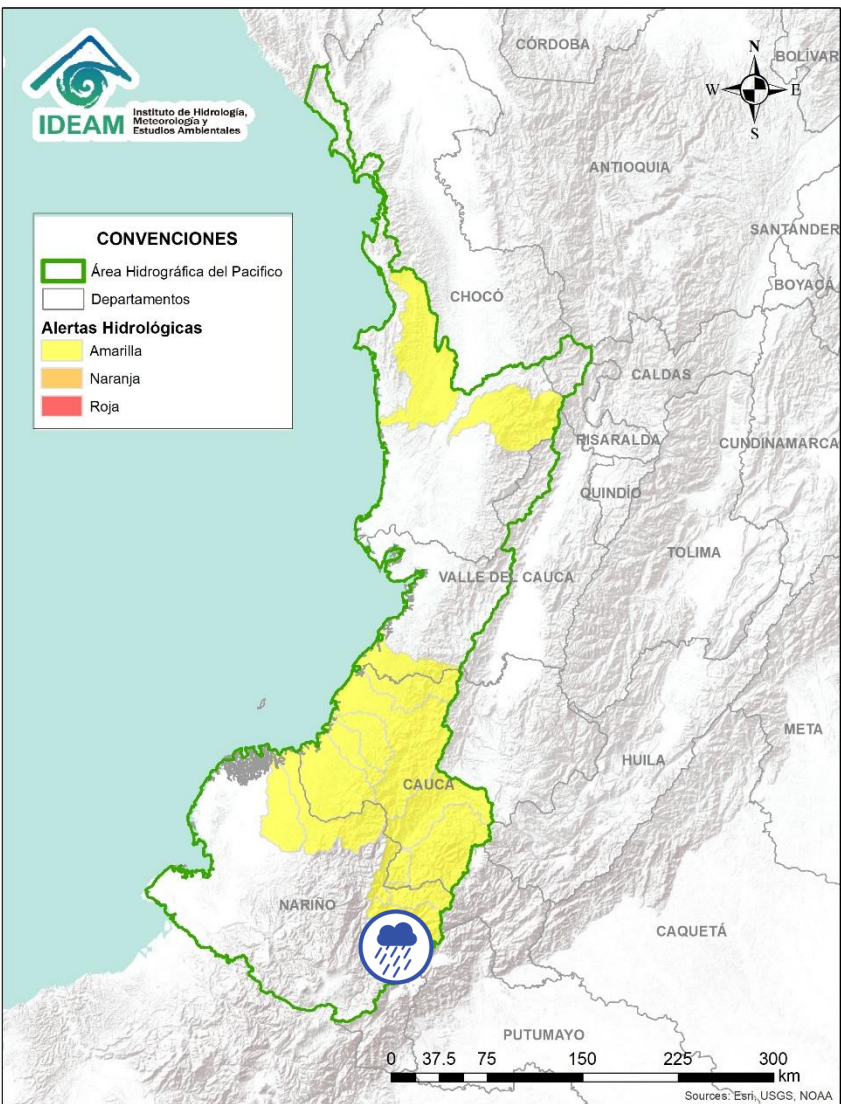 IDEAM
Instituto de Hidrología,
Meteorología y
Estudios Ambientales
CÓRDOBA
BOLÍVAR
N
W
E
S
ANTIOQUIA
SANTANDER
BOYACÁ
CONVENCIONES
Área Hidrográfica del Pacifico
Departamentos
Alertas Hidrológicas
Amarilla
Naranja
Roja
CHOCÓ
CALDAS
RISARALDA
CUNDINAMARCA
QUINDÍO
TOLIMA
VALLE DEL CAUCA
META
HUILA
CAUCA
NARIÑO
CAQUETÁ
PUTUMAYO
0 37.5 75 150 225 300
km
Sources: Esri, USGS, NOAA